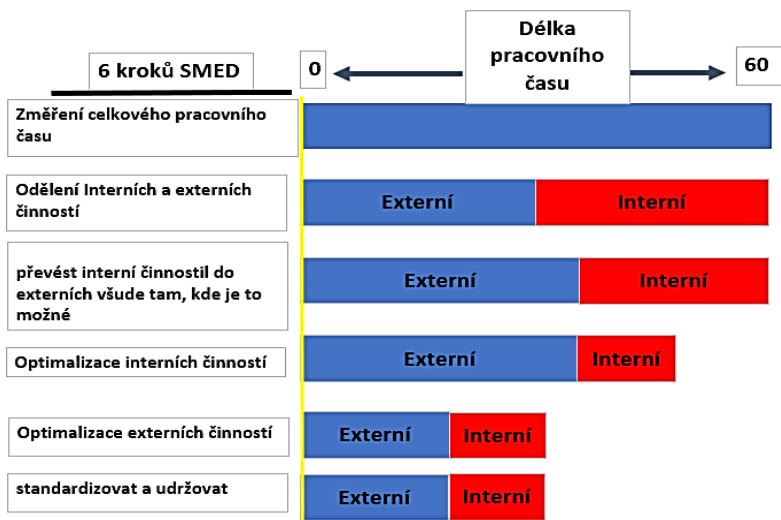 6 kroků SMED
0
Délka
pracovního
času
60
Změření celkového pracovního
času
Odělení Interních a externích
činností
Externí
Interní
převést interní činnostil do
externích všude tam, kde je to
možné
Externí
Interní
Optimalizace interních činností
Externí
Interní
Optimalizace externích činností
Externí
Interní
standardizovat a udržovat
Externí
Interní